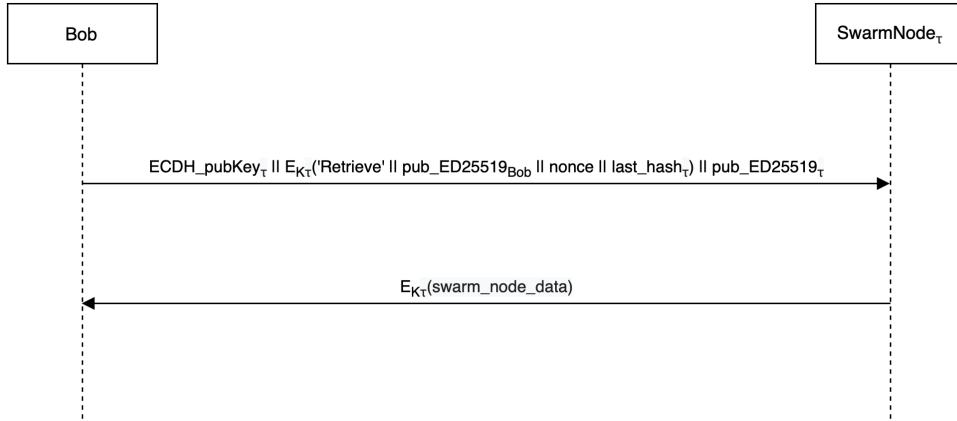 Bob
SwarmNodeτ
ECDH_pubKeyτ || EKτ('Retrieve' || pub_ED25519Bob || nonce || last_hashτ) || pub_ED25519τ
EKτ(swarm_node_data)